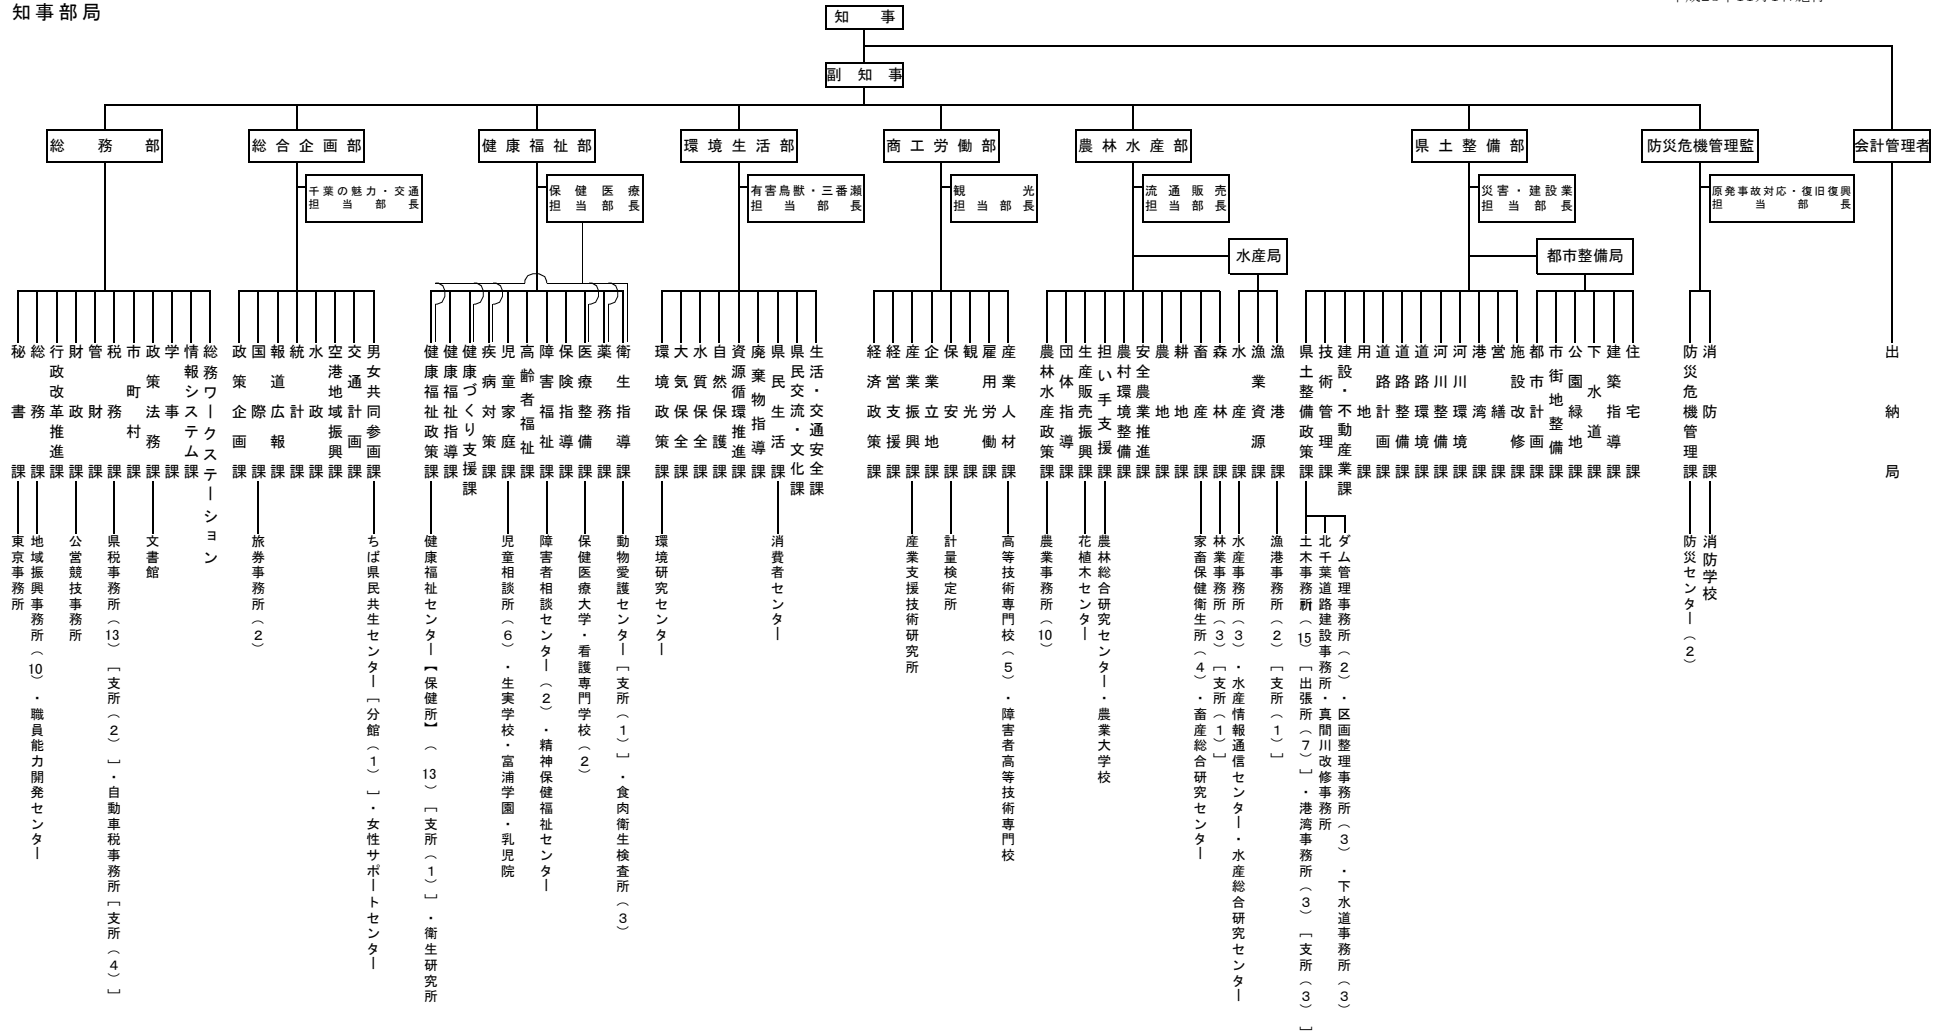 知事部局
知事
副知事
総務部
総合企画部
健康福祉部
環境生活部
商工労働部
農林水産部
県土整備部
防災危機管理監
会計管理者
千葉の魅力・交通
担当部長
保健医療
担当部長
有害鳥獣・三番瀬
担当部長
観光
担当部長
流通販売
担当部長
災害・建設業
担当部長
原発事故対応・復旧復興
担当部長
水産局
都市整備局
秘書課
総務課
行政改革推進課
財政課
管財課
税務課
市町村課
政策法務課
学事課
情報システム課
総務ワークステーション
政策企画課
国際課
報道広報課
統計課
水政課
空港地域振興課
交通計画課
男女共同参画課
健康福祉政策課
健康福祉指導課
健康づくり支援課
疾病対策課
児童家庭課
高齢者福祉課
障害福祉課
保険指導課
医療整備課
薬務課
衛生指導課
環境政策課
大気保全課
水質保全課
自然保護課
資源循環推進課
廃棄物指導課
県民生活課
県民交流・文化課
生活・交通安全課
経済政策課
経営支援課
産業振興課
企業立地課
保安課
観光課
雇用労働課
産業人材課
農林水産政策課
団体指導課
生産販売振興課
担い手支援課
農村環境整備課
安全農業推進課
農地課
耕地課
畜産課
森林課
水産課
漁業資源課
漁港課
県土整備政策課
技術管理課
建設・不動産業課
用地課
道路計画課
道路整備課
道路環境課
河川整備課
河川環境課
港湾課
営繕課
施設改修課
都市計画課
市街地整備課
公園緑地課
下水道課
建築指導課
住宅課
防災危機管理課
消防課
出納局
東京事務所
地域振興事務所(10)・職員能力開発センター
公営競技事務所
県税事務所(13)[支所(2)]・自動車税事務所[支所(4)]
文書館
旅券事務所(2)
ちば県民共生センター[分館(1)]・女性サポートセンター
健康福祉センター【保健所】(13)[支所(1)]・衛生研究所
児童相談所(6)・生実学校・富浦学園・乳児院
障害者相談センター(2)・精神保健福祉センター
保健医療大学・看護専門学校(2)
動物愛護センター[支所(1)]・食肉衛生検査所(3)
環境研究センター
消費者センター
産業支援技術研究所
計量検定所
高等技術専門校(5)・障害者高等技術専門校
農業事務所(10)
花植木センター
農林総合研究センター・農業大学校
家畜保健衛生所(4)・畜産総合研究センター
林業事務所(3)[支所(1)]
水産事務所(3)・水産情報通信センター・水産総合研究センター
漁港事務所(2)[支所(1)]
土木事務所(15)[出張所(7)]・港湾事務所(3)[支所(3)]
北千葉道路建設事務所・真間川改修事務所
ダム管理事務所(2)・区画整理事務所(3)・下水道事務所(3)
防災センター(2)
消防学校